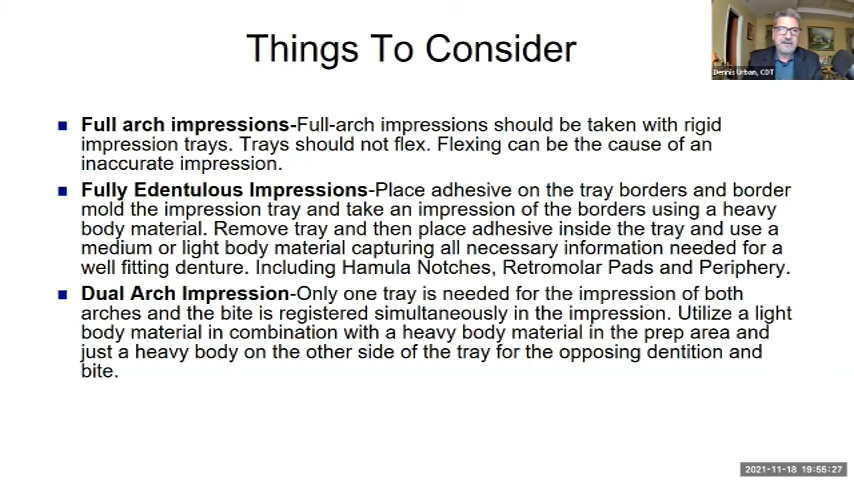 Things To Consider
Dennis Urban, CDT
Full arch impressions-Full-arch impressions should be taken with rigid
impression trays. Trays should not flex. Flexing can be the cause of an
inaccurate impression.
Fully Edentulous Impressions-Place adhesive on the tray borders and border
mold the impression tray and take an impression of the borders using a heavy
body material. Remove tray and then place adhesive inside the tray and use a
medium or light body material capturing all necessary information needed for a
well fitting denture. Including Hamula Notches, Retromolar Pads and Periphery.
Dual Arch Impression-Only one tray is needed for the impression of both
arches and the bite is registered simultaneously in the impression. Utilize a light
body material in combination with a heavy body material in the prep area and
just a heavy body on the other side of the tray for the opposing dentition and
bite.
2021-11-18 19:55:27